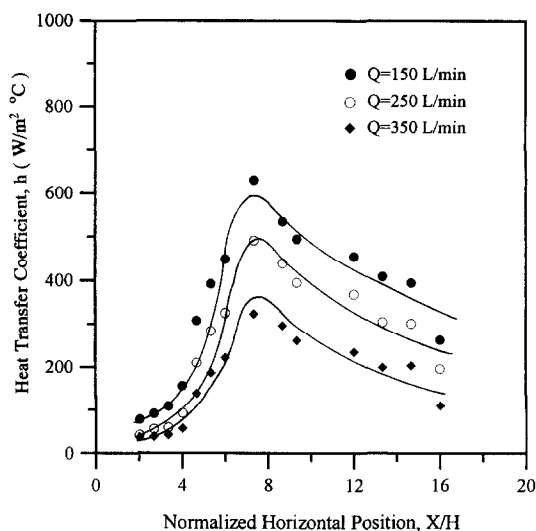 Heat Transfer Coefficient, h ( W/m² °C )
1000
800
600
400
200
0
Q=150 L/min
Q=250 L/min
Q=350 L/min
0 4 8 12 16 20
Normalized Horizontal Position, X/H